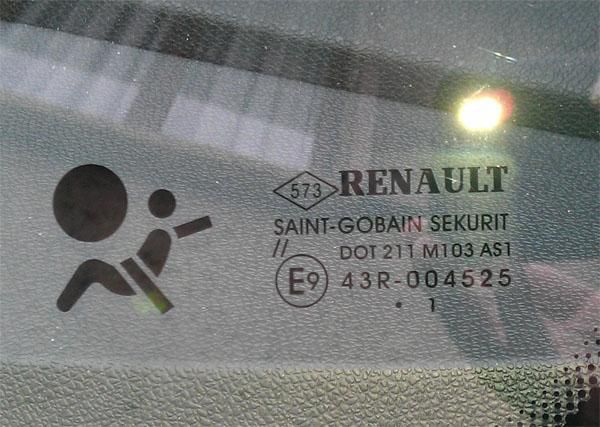 573 RENAULT
SAINT-GOBAIN SEKURIT
// DOT 211 M103 AS1
E9 43R-004525
• 1